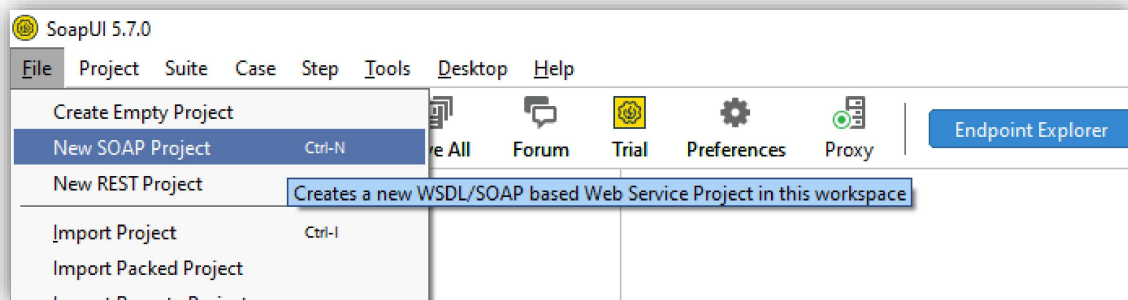 SoapUI 5.7.0
File Project Suite Case Step Tools Desktop Help
Create Empty Project
New SOAP Project Ctrl-N
All Forum Trial Preferences Proxy Endpoint Explorer
New REST Project
Creates a new WSDL/SOAP based Web Service Project in this workspace
Import Project Ctrl-I
Import Packed Project